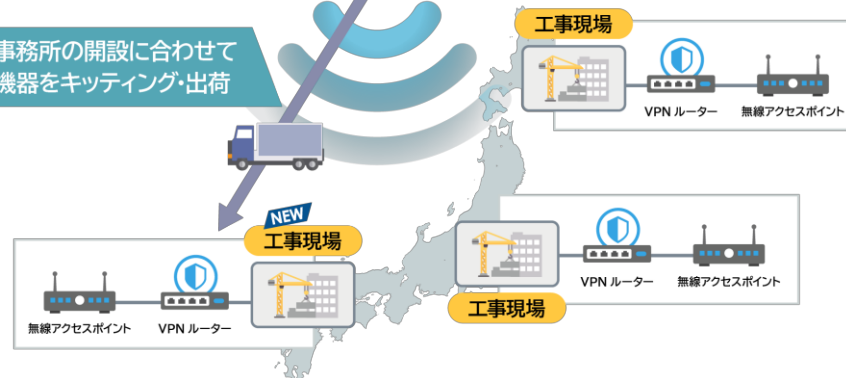 工事現場
事務所の開設に合わせて
機器をキッティング・出荷
VPN ルーター
無線アクセスポイント
NEW
工事現場
VPN ルーター
無線アクセスポイント
工事現場
無線アクセスポイント
VPN ルーター